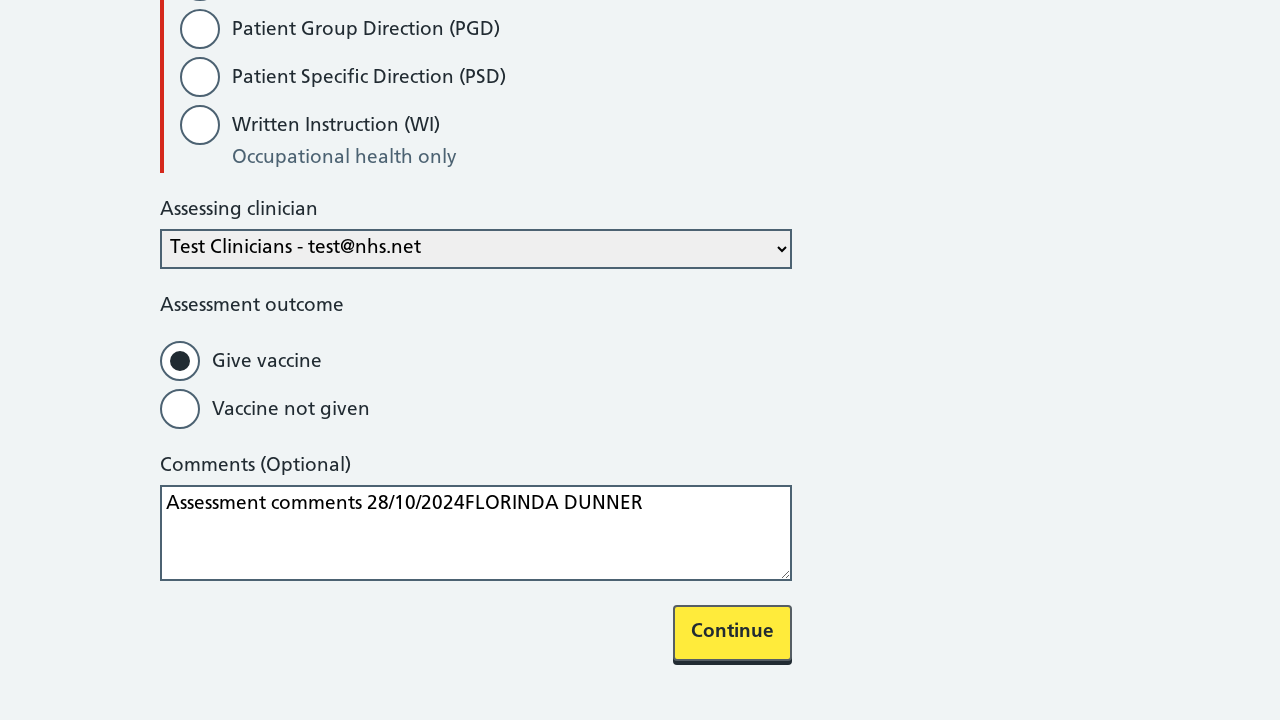 Patient Group Direction (PGD)
Patient Specific Direction (PSD)
Written Instruction (WI)
Occupational health only
Assessing clinician
Test Clinicians - test@nhs.net
Assessment outcome
Give vaccine
Vaccine not given
Comments (Optional)
Assessment comments 28/10/2024FLORINDA DUNNER
Continue